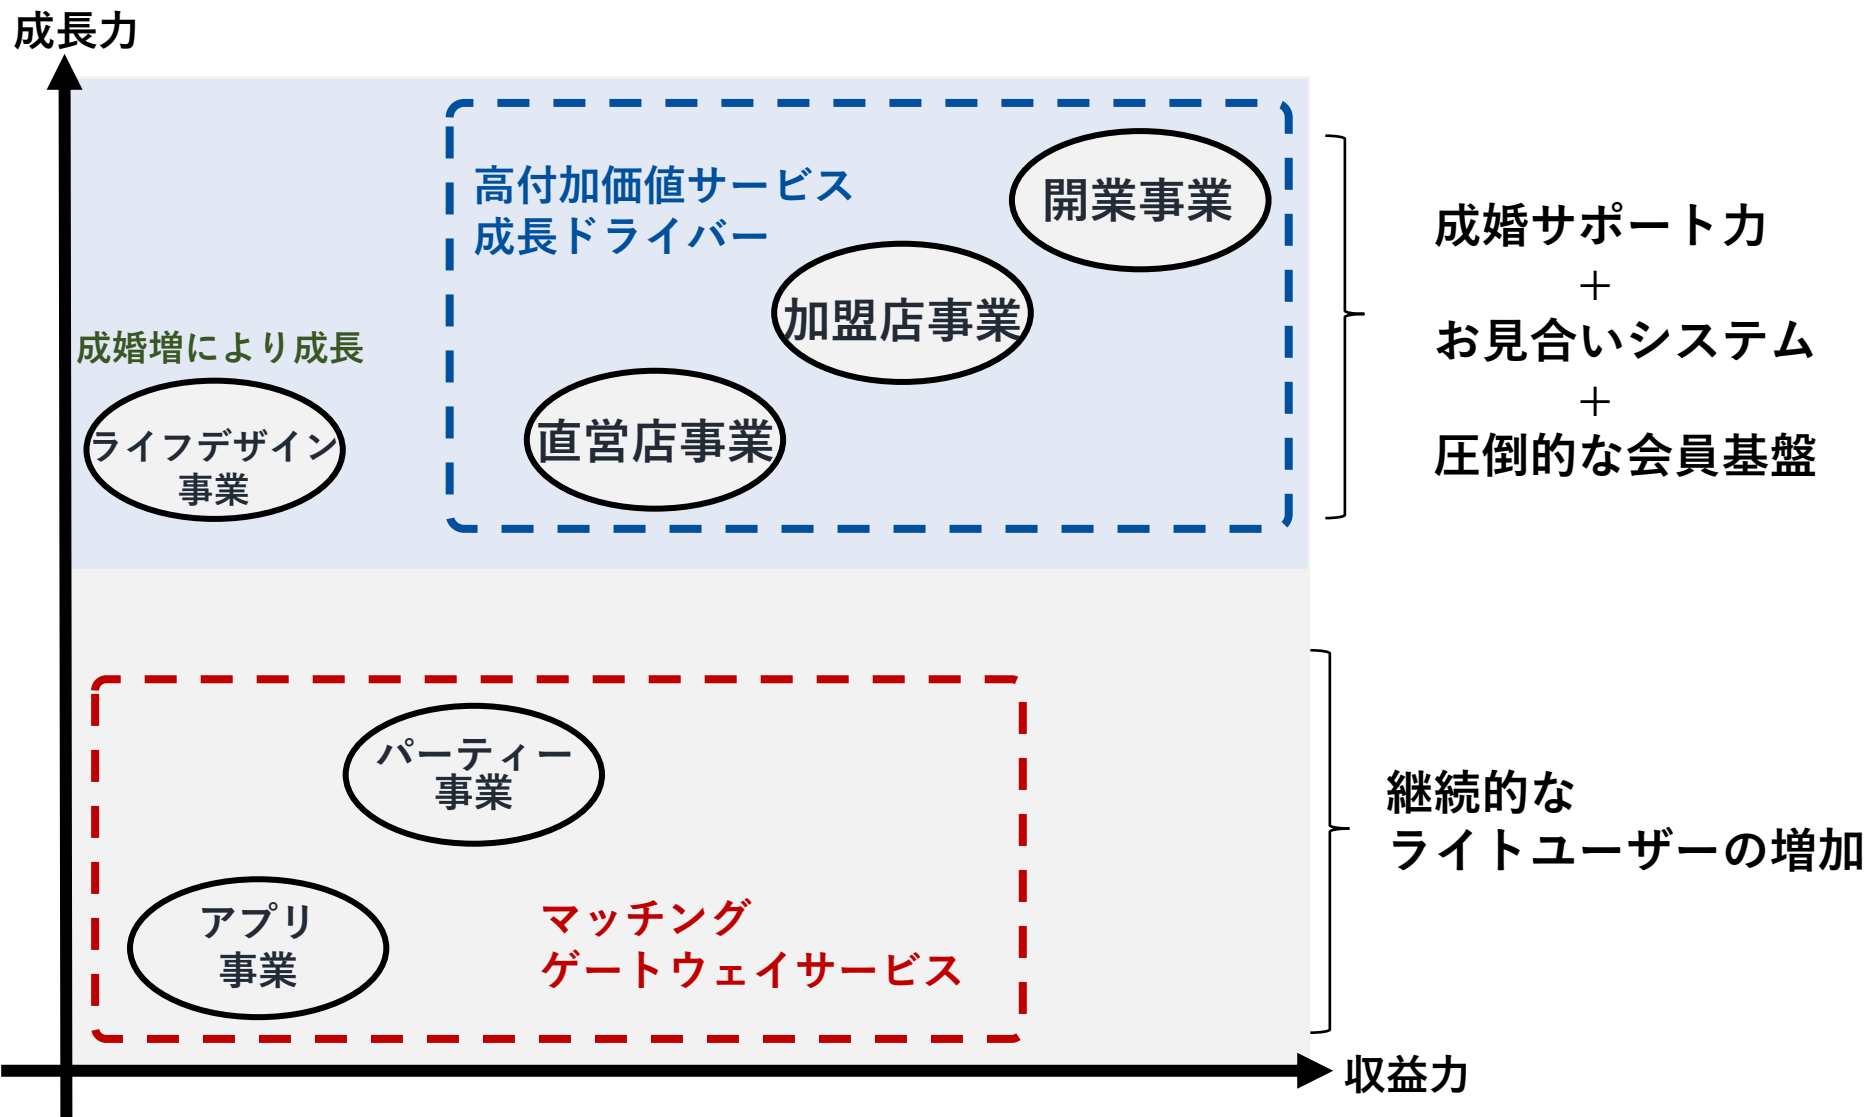 成長力
高付加価値サービス
成長ドライバー
開業事業
加盟店事業
直営店事業
成婚増により成長
ライフデザイン
事業
成婚サポート力
+
お見合いシステム
+
圧倒的な会員基盤
パーティー
事業
アプリ
事業
マッチング
ゲートウェイサービス
継続的な
ライトユーザーの増加
収益力